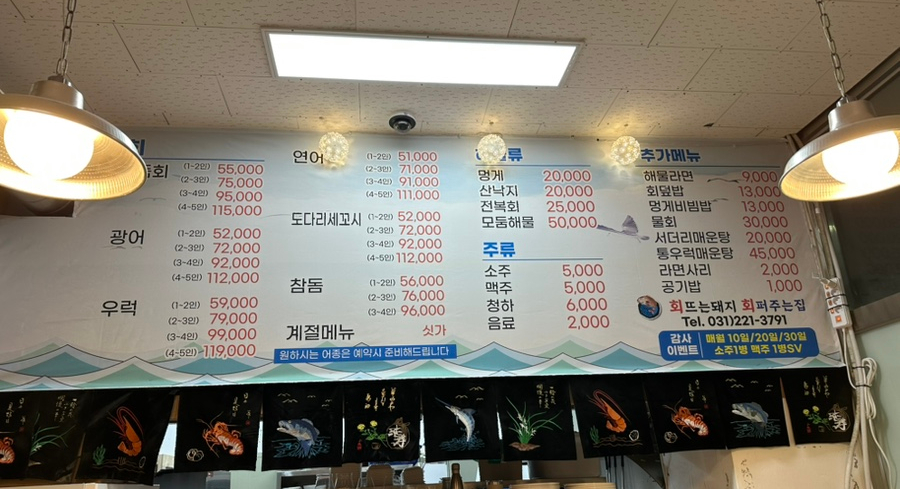 회
(1-2인) 55,000
(2-3인) 75,000
(3-4인) 95,000
(4-5인) 115,000
광어 (1-2인) 52,000
(2-3인) 72,000
(3-4인) 92,000
(4-5인) 112,000
우럭 (1-2인) 59,000
(2-3인) 79,000
(3-4인) 99,000
(4-5인) 119,000
연어 (1-2인) 51,000
(2-3인) 71,000
(3-4인) 91,000
(4-5인) 111,000
도다리세꼬시 (1-2인) 52,000
(2-3인) 72,000
(3-4인) 92,000
(4-5인) 112,000
참돔 (1-2인) 56,000
(2-3인) 76,000
(3-4인) 96,000
계절메뉴 싯가
원하시는 어종은 예약시 준비해드립니다
멍게 20,000
산낙지 20,000
전복회 25,000
모둠해물 50,000
주류
소주 5,000
맥주 5,000
청하 6,000
음료 2,000
추가메뉴
해물라면 9,000
회덮밥 13,000
멍게비빔밥 13,000
물회 30,000
서더리매운탕 20,000
통우럭매운탕 45,000
라면사리 2,000
공기밥 1,000
회뜨는돼지 회퍼주는집
Tel. 031)221-3791
감사 이벤트
매월 10일/20일/30일
소주1병 맥주 1병SV